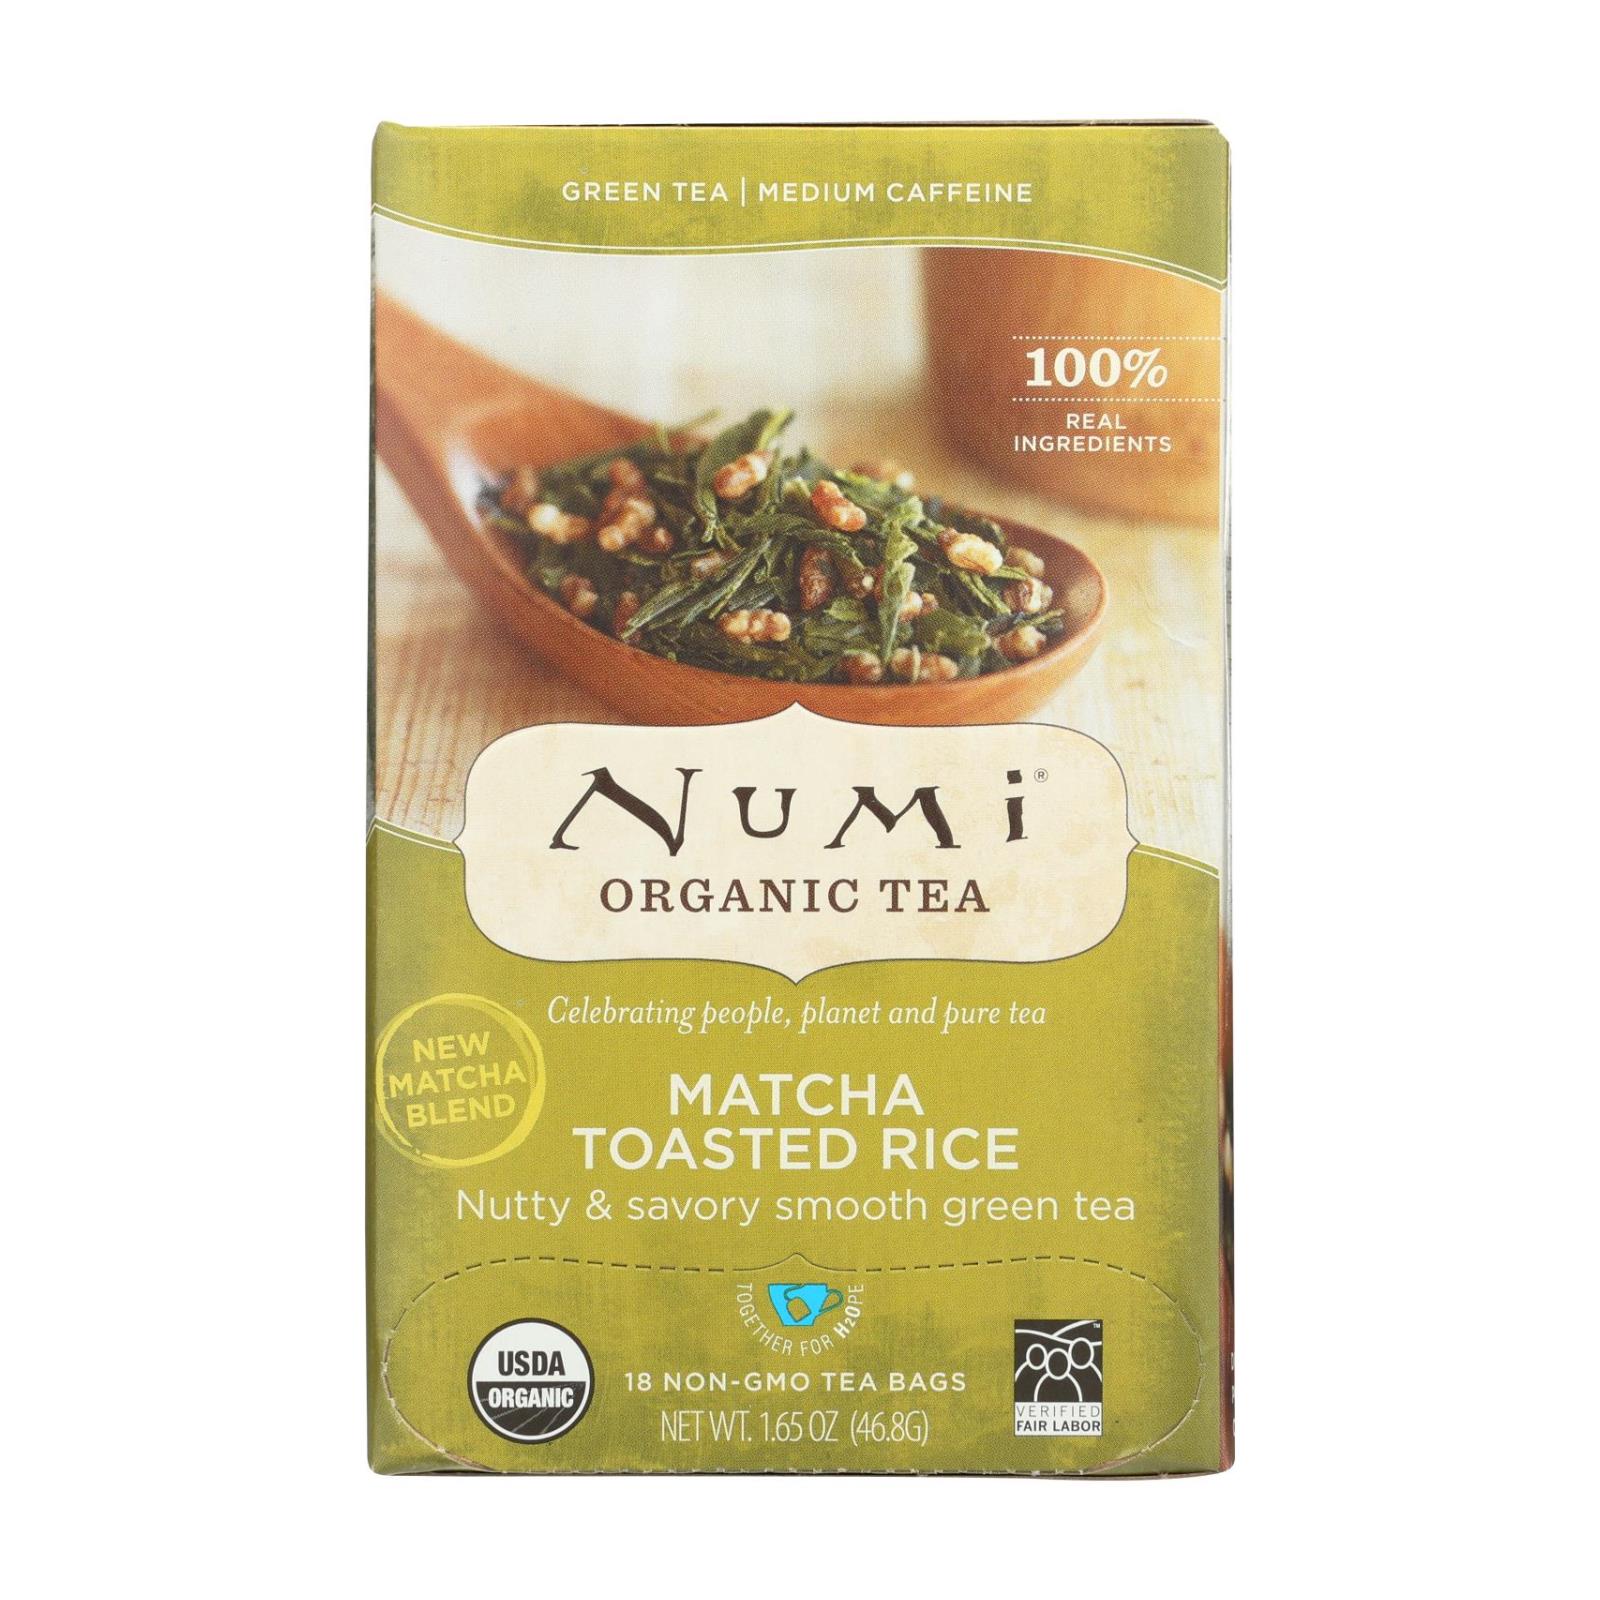 GREEN TEA | MEDIUM CAFFEINE
100%
REAL
INGREDIENTS
NUMi®
ORGANIC TEA
Celebrating people, planet and pure tea
NEW
MATCHA
BLEND
MATCHA
TOASTED RICE
Nutty & savory smooth green tea
TOGETHER FOR H2OPE
USDA
ORGANIC
18 NON-GMO TEA BAGS
NET WT. 1.65 OZ (46.8G)
TM
VERIFIED
FAIR LABOR